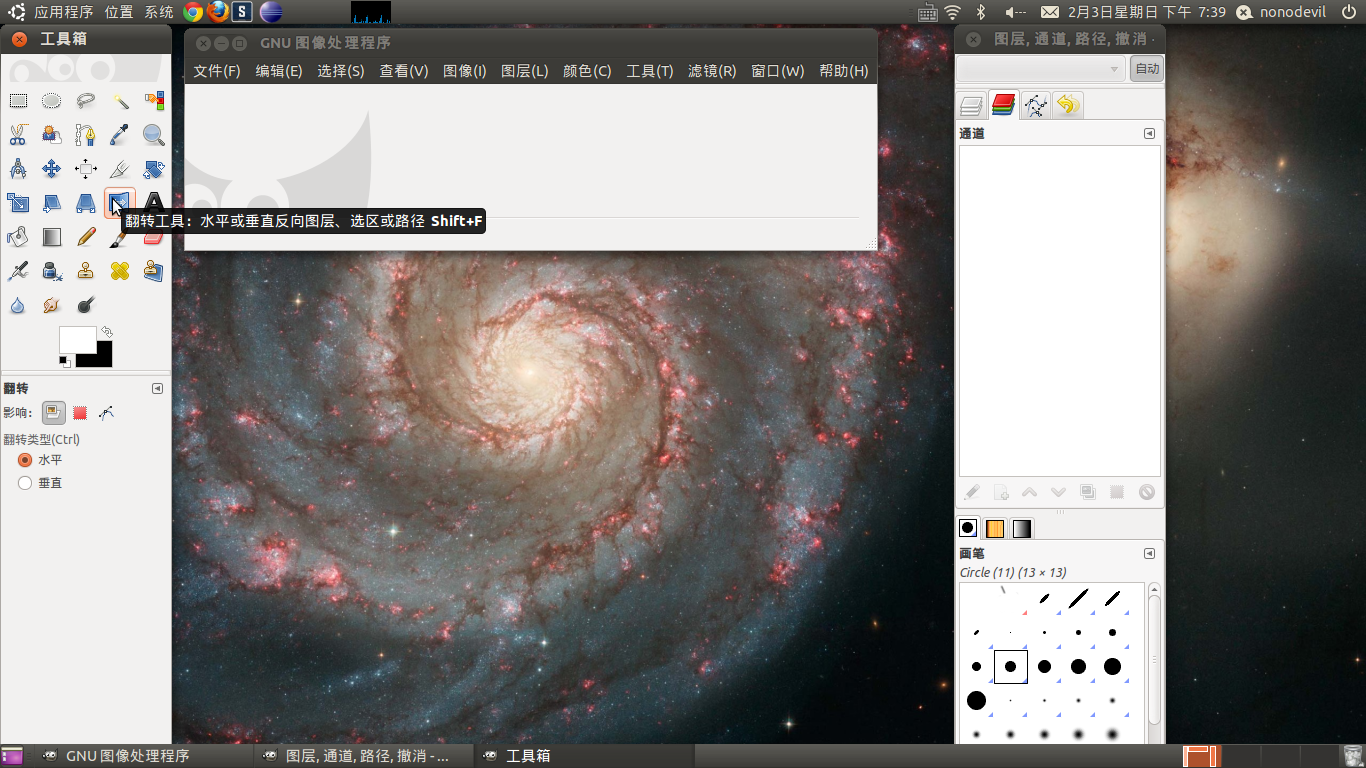 应用程序 位置 系统 S 2月3日星期日 下午 7:39 nonodevil
工具箱
GNU 图像处理程序
文件(F) 编辑(E) 选择(S) 查看(V) 图像(I) 图层(L) 颜色(C) 工具(T) 滤镜(R) 窗口(W) 帮助(H)
翻转工具：水平或垂直反向图层、选区或路径 Shift+F
翻转
影响：
翻转类型(Ctrl)
水平
垂直
图层, 通道, 路径, 撤消 -
自动
通道
画笔
Circle (11) (13 × 13)
GNU 图像处理程序 图层, 通道, 路径, 撤消 - ... 工具箱